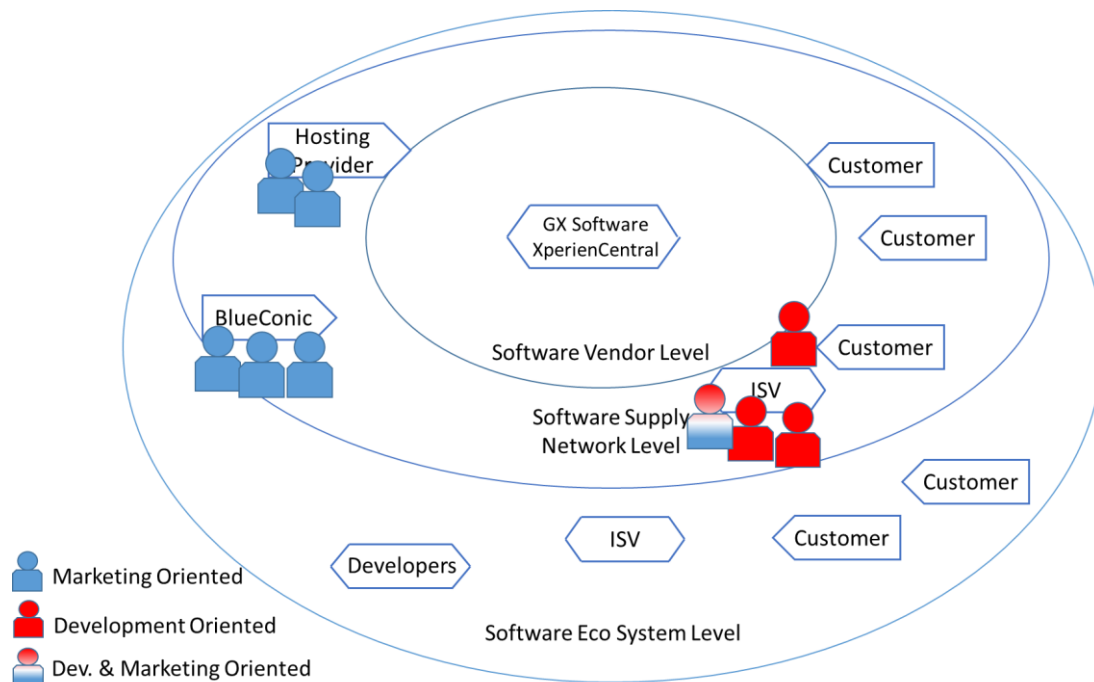 Hosting
Provider
Customer
GX Software
XperienCentral
Customer
BlueConic
Customer
Software Vendor Level
ISV
Software Supply
Network Level
Customer
ISV
Customer
Developers
Marketing Oriented
Development Oriented
Software Eco System Level
Dev. & Marketing Oriented